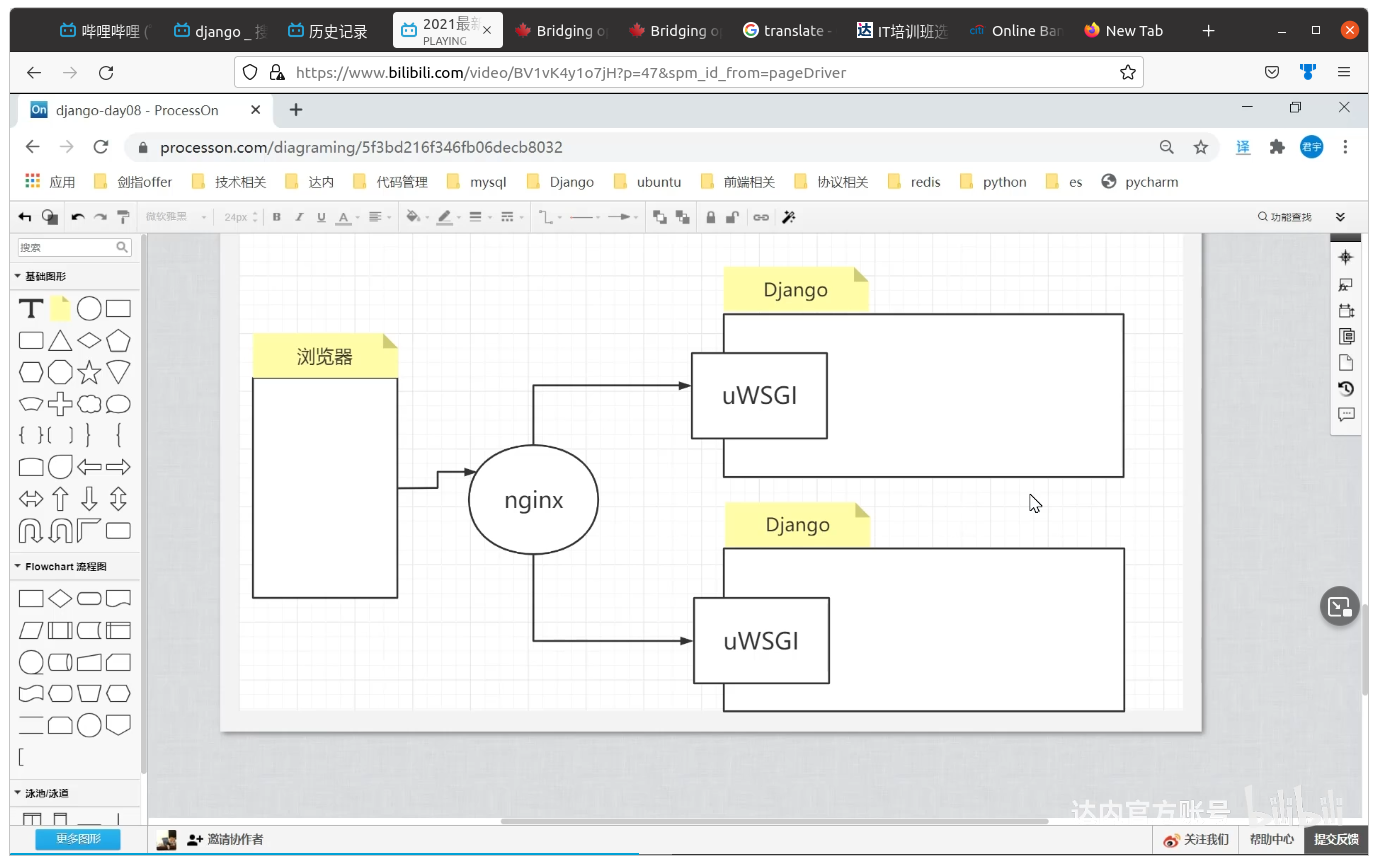 哔哩哔哩 (
django _ 搜
历史记录
2021最新
PLAYING
Bridging o
Bridging o
translate -
IT培训班选
citi Online Ban
New Tab
https://www.bilibili.com/video/BV1vK4y1o7jH?p=47&spm_id_from=pageDriver
On django-day08 - ProcessOn
processon.com/diagraming/5f3bd216f346fb06decb8032
译
君宇
应用 剑指offer 技术相关 达内 代码管理 mysql Django ubuntu 前端相关 协议相关 redis python es pycharm
微软雅黑 24px B I U A 功能查找
搜索
基础图形
T
Flowchart 流程图
泳池/泳道
更多图形
浏览器
nginx
Django
uWSGI
Django
uWSGI
达内官方账号 bilibili
邀请协作者
关注我们 帮助中心 提交反馈